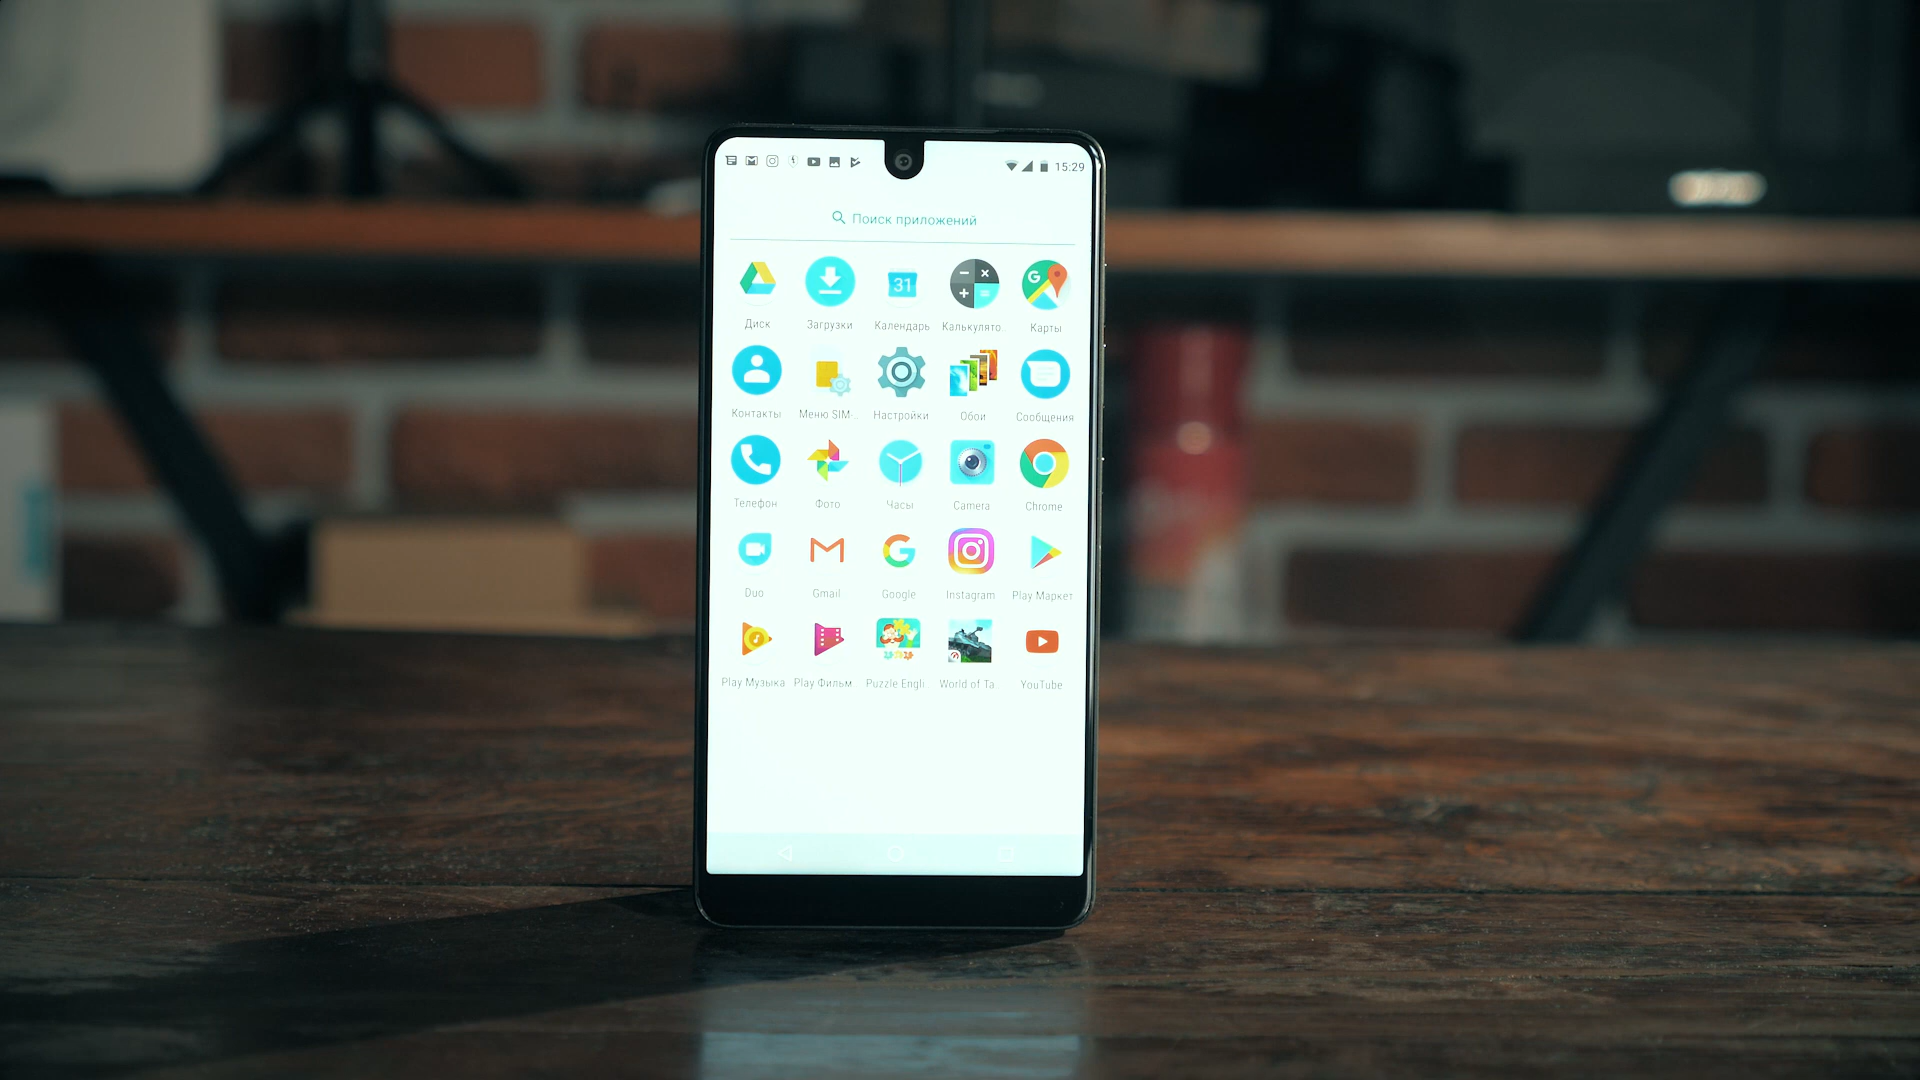 15:29
Поиск приложений
31
Диск Загрузки Календарь Калькулято.. Карты
Контакты Меню SIM-.. Настройки Обои Сообщения
Телефон Фото Часы Camera Chrome
Duo Gmail Google Instagram Play Маркет
Play Музыка Play Фильм.. Puzzle Engli.. World of Ta.. YouTube